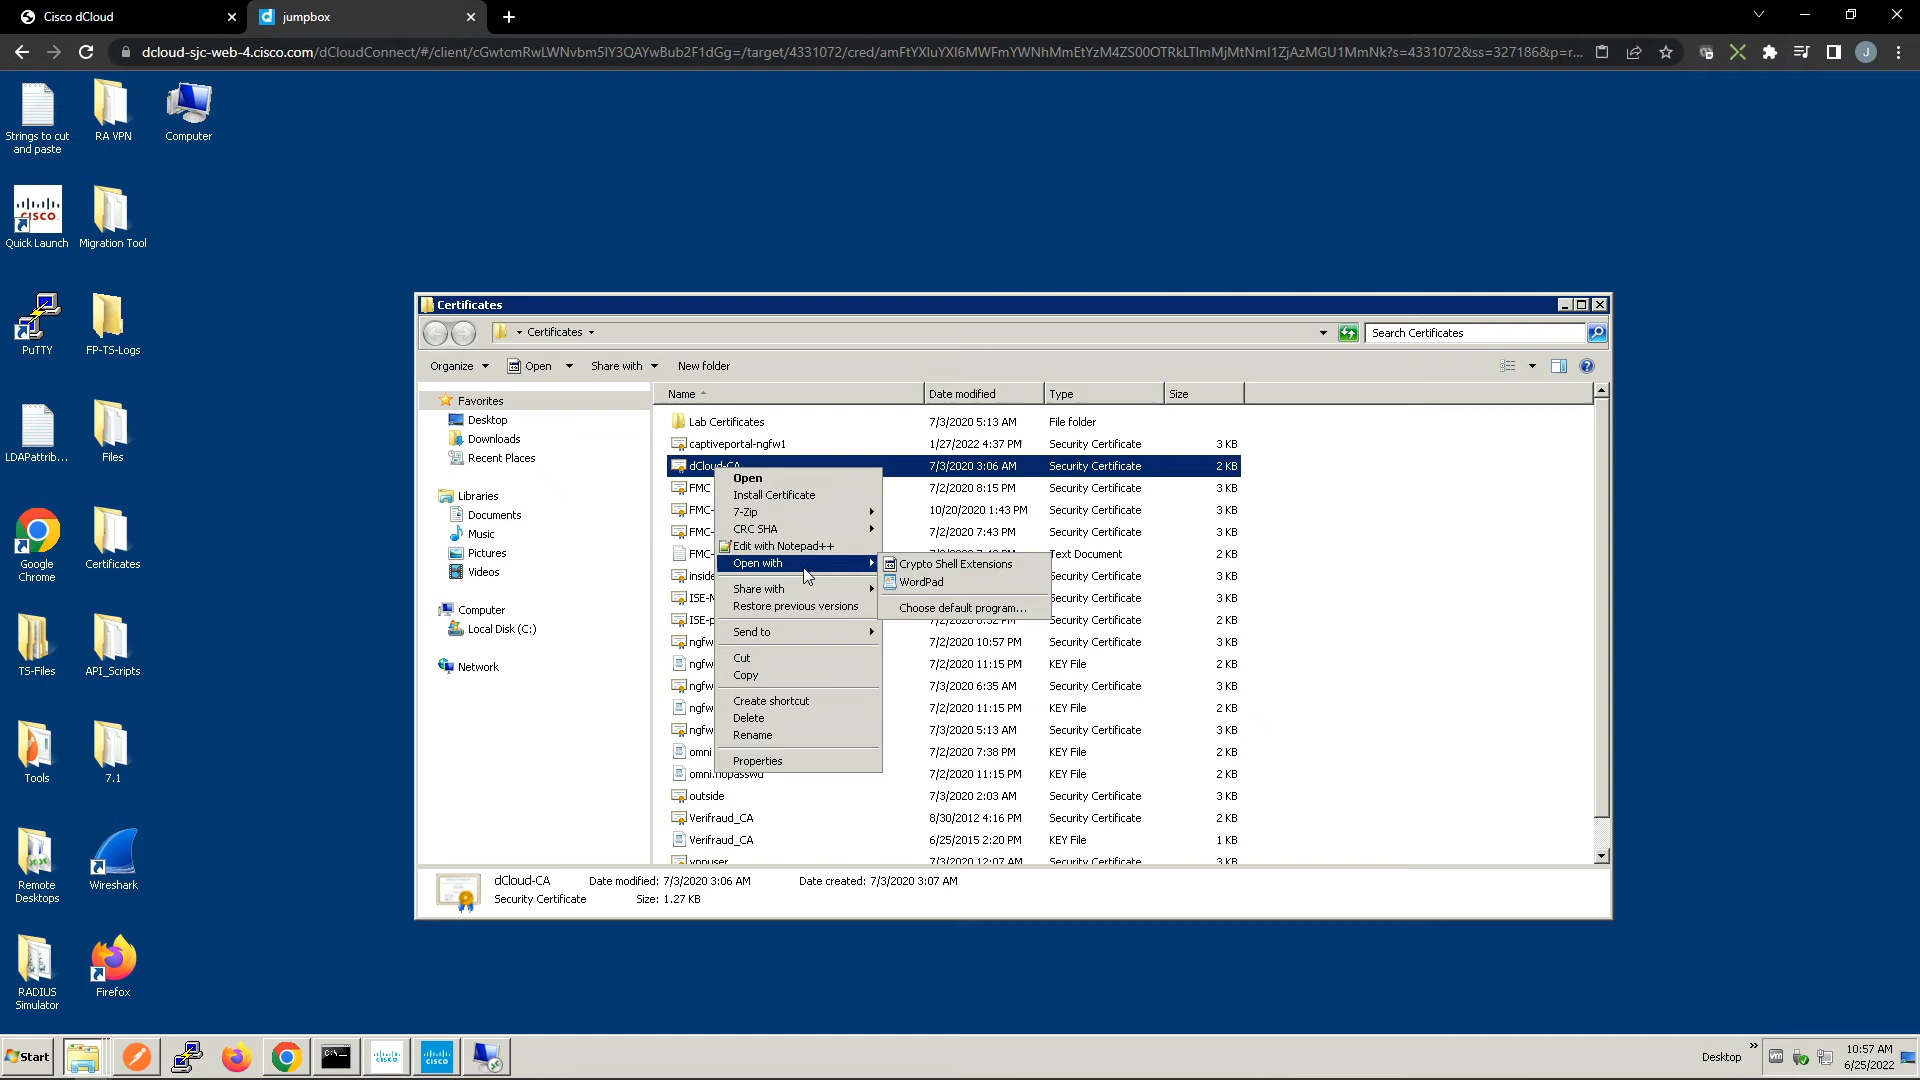 Cisco dCloud
jumpbox
dcloud-sjc-web-4.cisco.com/dCloudConnect/#/client/
J
Strings to cut
and paste
RA VPN
Computer
Quick Launch
Migration Tool
PuTTY
FP-TS-Logs
LDAPattrib...
Files
Google
Chrome
Certificates
TS-Files
API_Scripts
Tools
7.1
Remote
Desktops
Wireshark
RADIUS
Simulator
Firefox
Certificates
Certificates
Search Certificates
Organize
Open
Share with
New folder
Favorites
Desktop
Downloads
Recent Places
Libraries
Documents
Music
Pictures
Videos
Computer
Local Disk (C:)
Network
Name Date modified Type Size
Lab Certificates 7/3/2020 5:13 AM File folder
captiveportal-ngfw1 1/27/2022 4:37 PM Security Certificate 3 KB
dCloud-CA 7/3/2020 3:06 AM Security Certificate 2 KB
FMC 7/2/2020 8:15 PM Security Certificate 3 KB
FMC- 10/20/2020 1:43 PM Security Certificate 3 KB
FMC- 7/2/2020 7:43 PM Security Certificate 3 KB
FMC- Text Document 2 KB
inside Security Certificate 3 KB
ISE- Security Certificate 3 KB
ISE-p Security Certificate 2 KB
ngfw 7/2/2020 10:57 PM Security Certificate 3 KB
ngfw 7/2/2020 11:15 PM KEY File 2 KB
ngfw 7/3/2020 6:35 AM Security Certificate 3 KB
ngfw 7/2/2020 11:15 PM KEY File 2 KB
ngfw 7/3/2020 5:13 AM Security Certificate 3 KB
omni 7/2/2020 7:38 PM KEY File 2 KB
omni.nopasswd 7/2/2020 11:15 PM KEY File 2 KB
outside 7/3/2020 2:03 AM Security Certificate 3 KB
Verifraud_CA 8/30/2012 4:16 PM Security Certificate 2 KB
Verifraud_CA 6/25/2015 2:20 PM KEY File 1 KB
vpnuser 7/3/2020 12:07 AM Security Certificate 3 KB
Open
Install Certificate
7-Zip
CRC SHA
Edit with Notepad++
Open with
Share with
Restore previous versions
Send to
Cut
Copy
Create shortcut
Delete
Rename
Properties
Crypto Shell Extensions
WordPad
Choose default program...
dCloud-CA Date modified: 7/3/2020 3:06 AM Date created: 7/3/2020 3:07 AM
Security Certificate Size: 1.27 KB
Start
Desktop
10:57 AM
6/25/2022